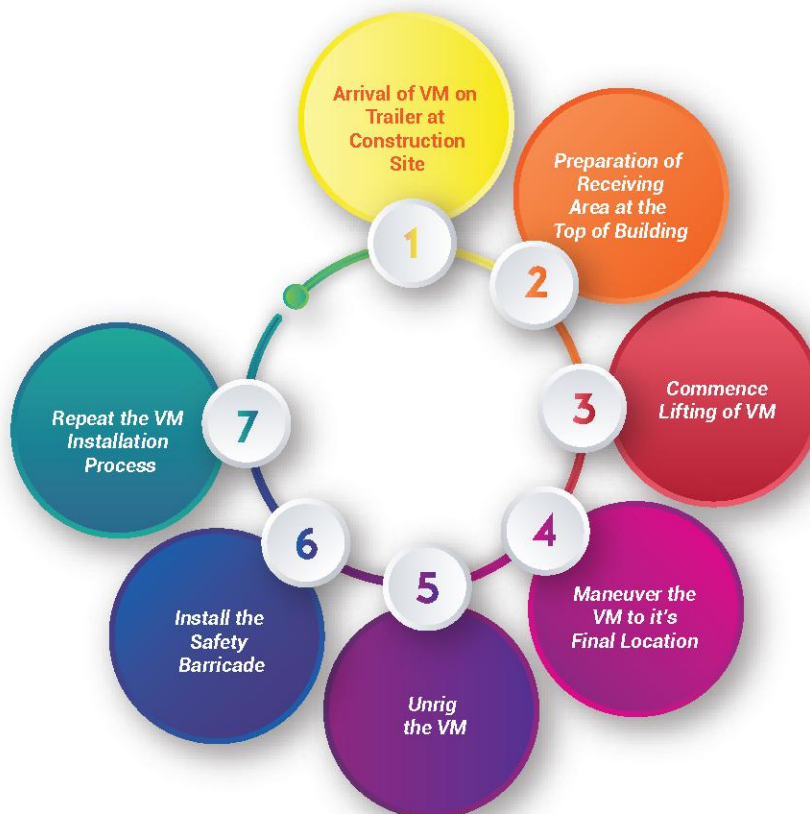 Arrival of VM on
Trailer at
Construction
Site
1
Preparation of
Receiving
Area at the
Top of Building
2
Commence
Lifting of VM
3
Maneuver the
VM to it's
Final Location
4
Unrig
the VM
5
Install the
Safety
Barricade
6
Repeat the VM
Installation
Process
7